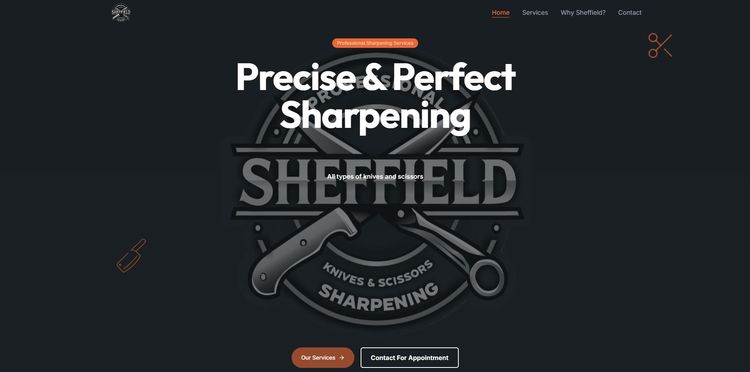 SHEFFIELD
Home
Services
Why Sheffield?
Contact
Professional Sharpening Services
Precise & Perfect
Sharpening
PROFESSIONAL
All types of knives and scissors
SHEFFIELD
KNIVES & SCISSORS
SHARPENING
Our Services →
Contact For Appointment